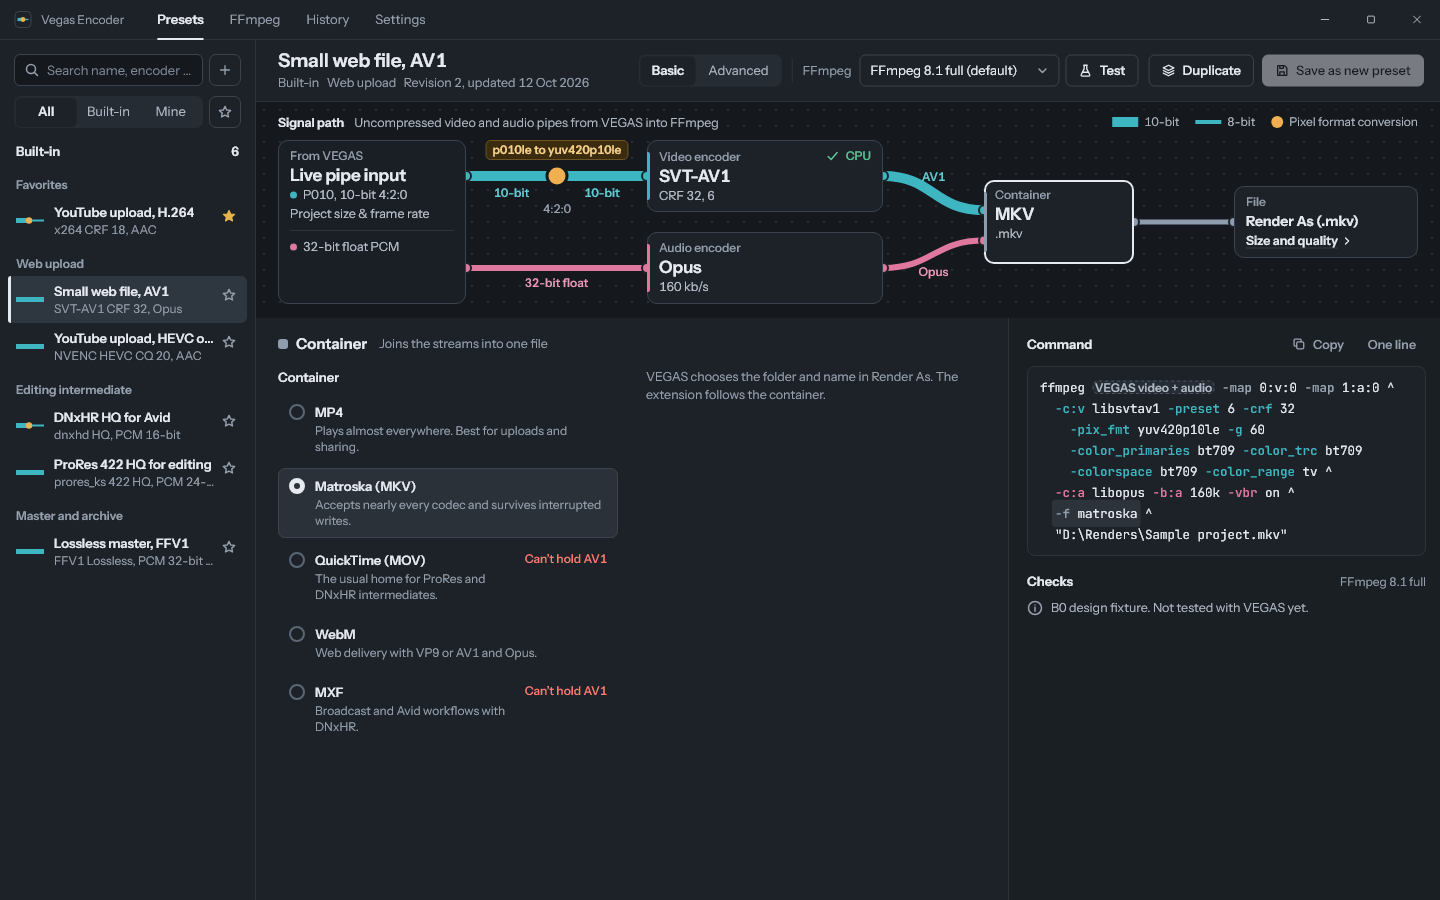 Vegas Encoder
Presets
FFmpeg
History
Settings
Search name, encoder ...
All
Built-in
Mine
Built-in
6
Favorites
YouTube upload, H.264
x264 CRF 18, AAC
Web upload
Small web file, AV1
SVT-AV1 CRF 32, Opus
YouTube upload, HEVC o...
NVENC HEVC CQ 20, AAC
Editing intermediate
DNxHR HQ for Avid
dnxhd HQ, PCM 16-bit
ProRes 422 HQ for editing
prores_ks 422 HQ, PCM 24-...
Master and archive
Lossless master, FFV1
FFV1 Lossless, PCM 32-bit ...
Small web file, AV1
Built-in Web upload Revision 2, updated 12 Oct 2026
Basic
Advanced
FFmpeg
FFmpeg 8.1 full (default)
Test
Duplicate
Save as new preset
Signal path Uncompressed video and audio pipes from VEGAS into FFmpeg
10-bit
8-bit
Pixel format conversion
From VEGAS
Live pipe input
P010, 10-bit 4:2:0
Project size & frame rate
32-bit float PCM
p010le to yuv420p10le
10-bit
10-bit
4:2:0
32-bit float
Video encoder
CPU
SVT-AV1
CRF 32, 6
Audio encoder
Opus
160 kb/s
AV1
Opus
Container
MKV
.mkv
File
Render As (.mkv)
Size and quality
Container Joins the streams into one file
Container
MP4
Plays almost everywhere. Best for uploads and
sharing.
Matroska (MKV)
Accepts nearly every codec and survives interrupted
writes.
QuickTime (MOV)
Can't hold AV1
The usual home for ProRes and
DNxHR intermediates.
WebM
Web delivery with VP9 or AV1 and Opus.
MXF
Can't hold AV1
Broadcast and Avid workflows with
DNxHR.
VEGAS chooses the folder and name in Render As. The
extension follows the container.
Command
Copy
One line
ffmpeg VEGAS video + audio -map 0:v:0 -map 1:a:0 ^
-c:v libsvtav1 -preset 6 -crf 32
-pix_fmt yuv420p10le -g 60
-color_primaries bt709 -color_trc bt709
-colorspace bt709 -color_range tv ^
-c:a libopus -b:a 160k -vbr on ^
-f matroska ^
"D:\Renders\Sample project.mkv"
Checks
FFmpeg 8.1 full
B0 design fixture. Not tested with VEGAS yet.